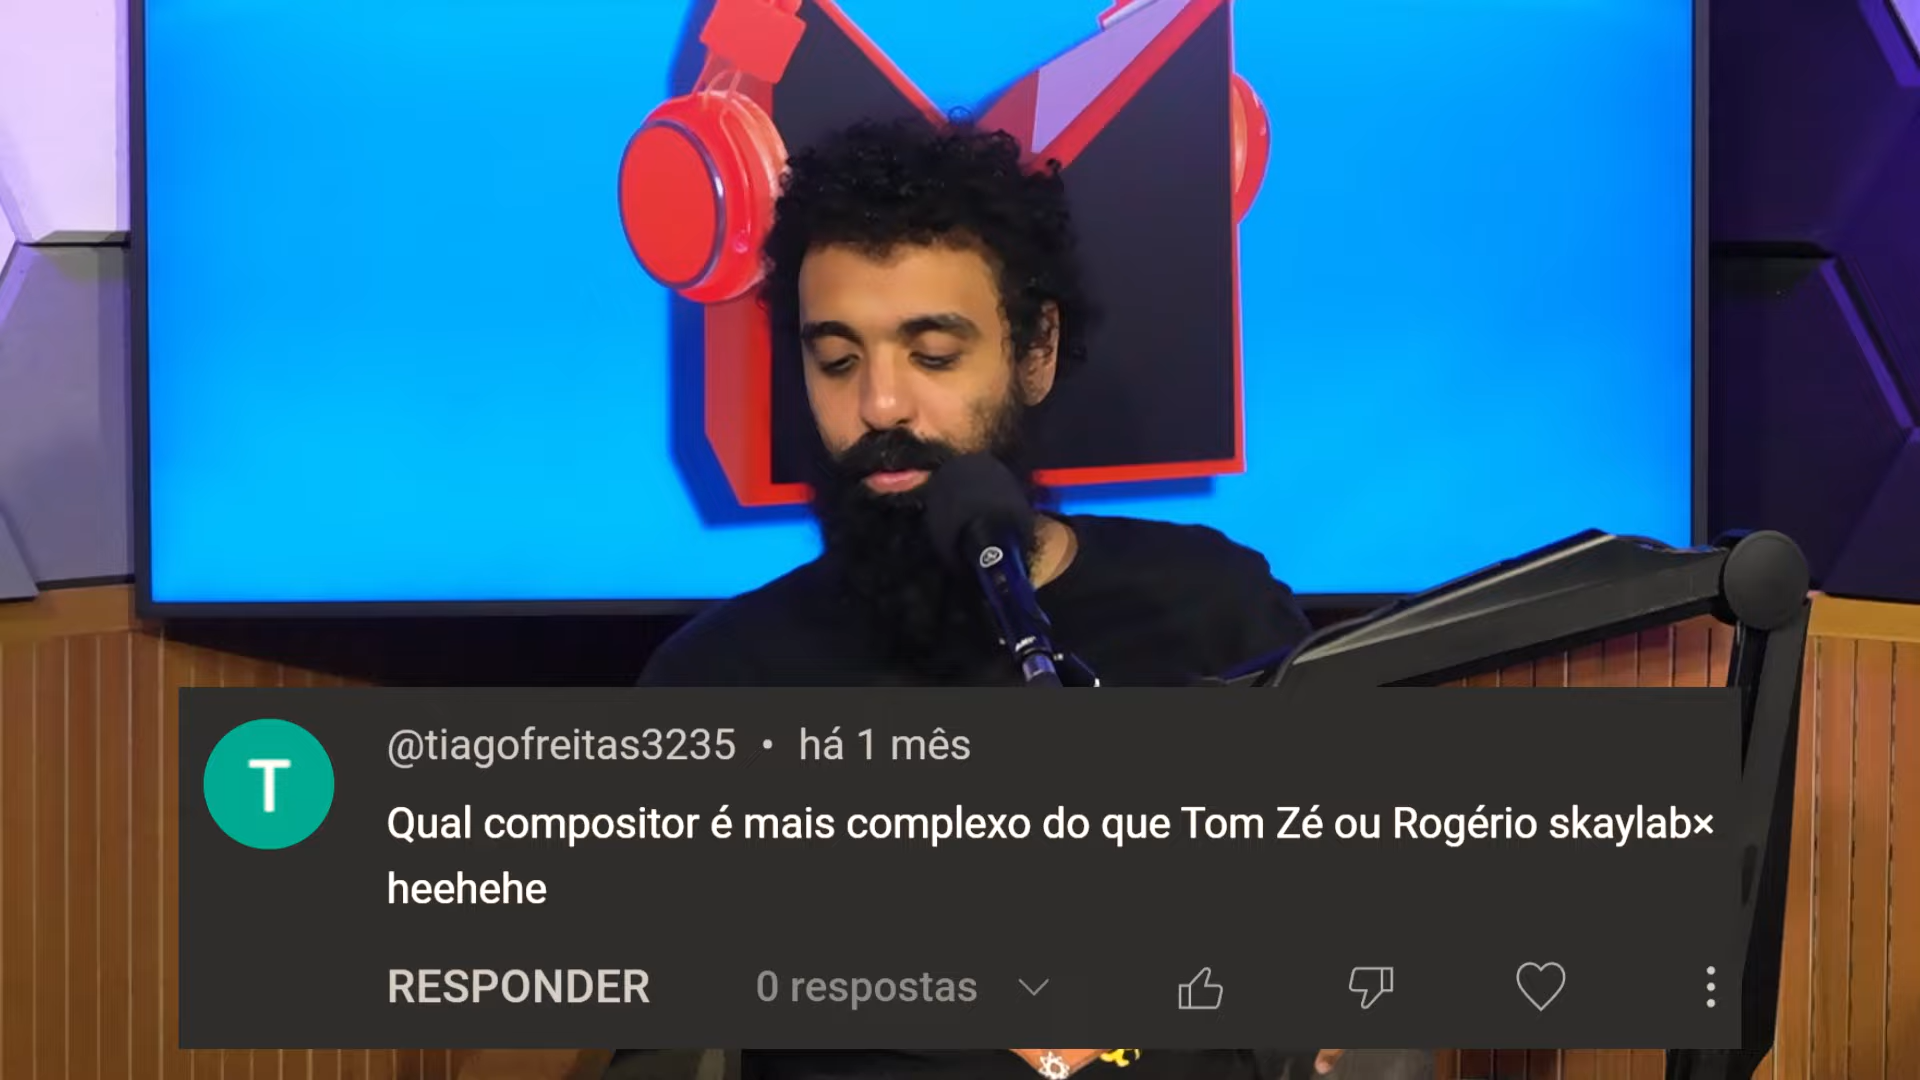 T
@tiagofreitas3235 • há 1 mês
Qual compositor é mais complexo do que Tom Zé ou Rogério skaylab×
heehehe
RESPONDER 0 respostas